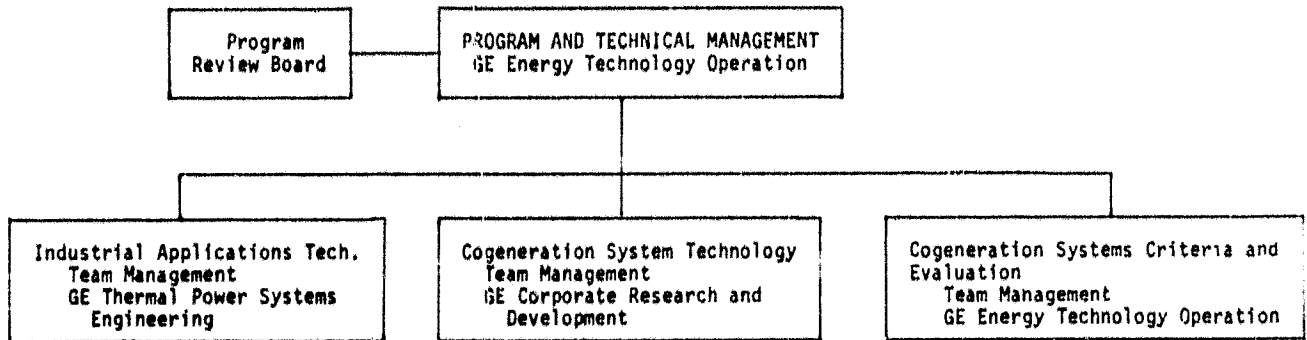 Program
Review Board
PROGRAM AND TECHNICAL MANAGEMENT
GE Energy Technology Operation
Industrial Applications Tech.
Team Management
GE Thermal Power Systems
Engineering
Cogeneration System Technology
Team Management
GE Corporate Research and
Development
Cogeneration Systems Criteria and
Evaluation
Team Management
GE Energy Technology Operation